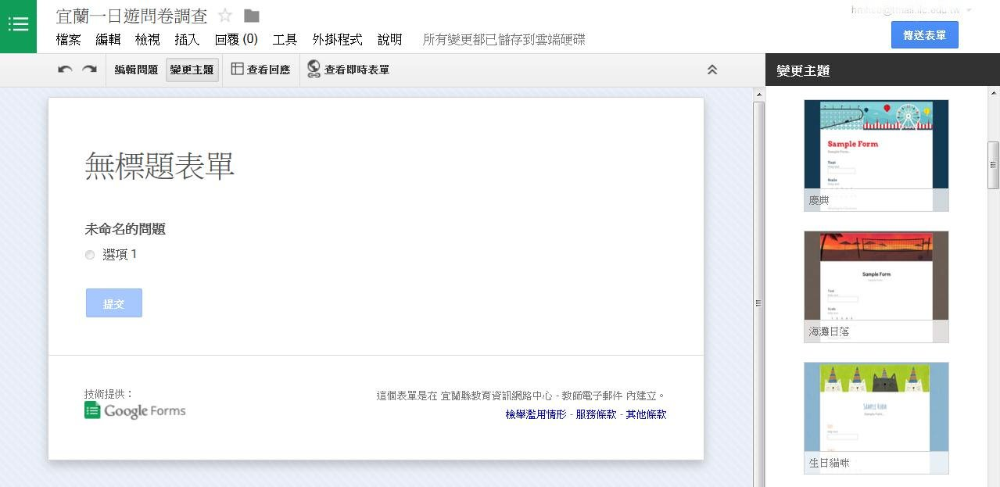 宜蘭一日遊問卷調查
檔案 編輯 檢視 插入 回覆 (0) 工具 外掛程式 說明 所有變更都已儲存到雲端硬碟
傳送表單
編輯問題 變更主題 查看回應 查看即時表單
變更主題
無標題表單
未命名的問題
選項 1
提交
技術提供：
Google Forms
這個表單是在 宜蘭縣教育資訊網路中心 - 教師電子郵件 內建立。
檢舉濫用情形 - 服務條款 - 其他條款
Sample Form
慶典
Sample Form
海灘日落
Sample Form
生日貓咪